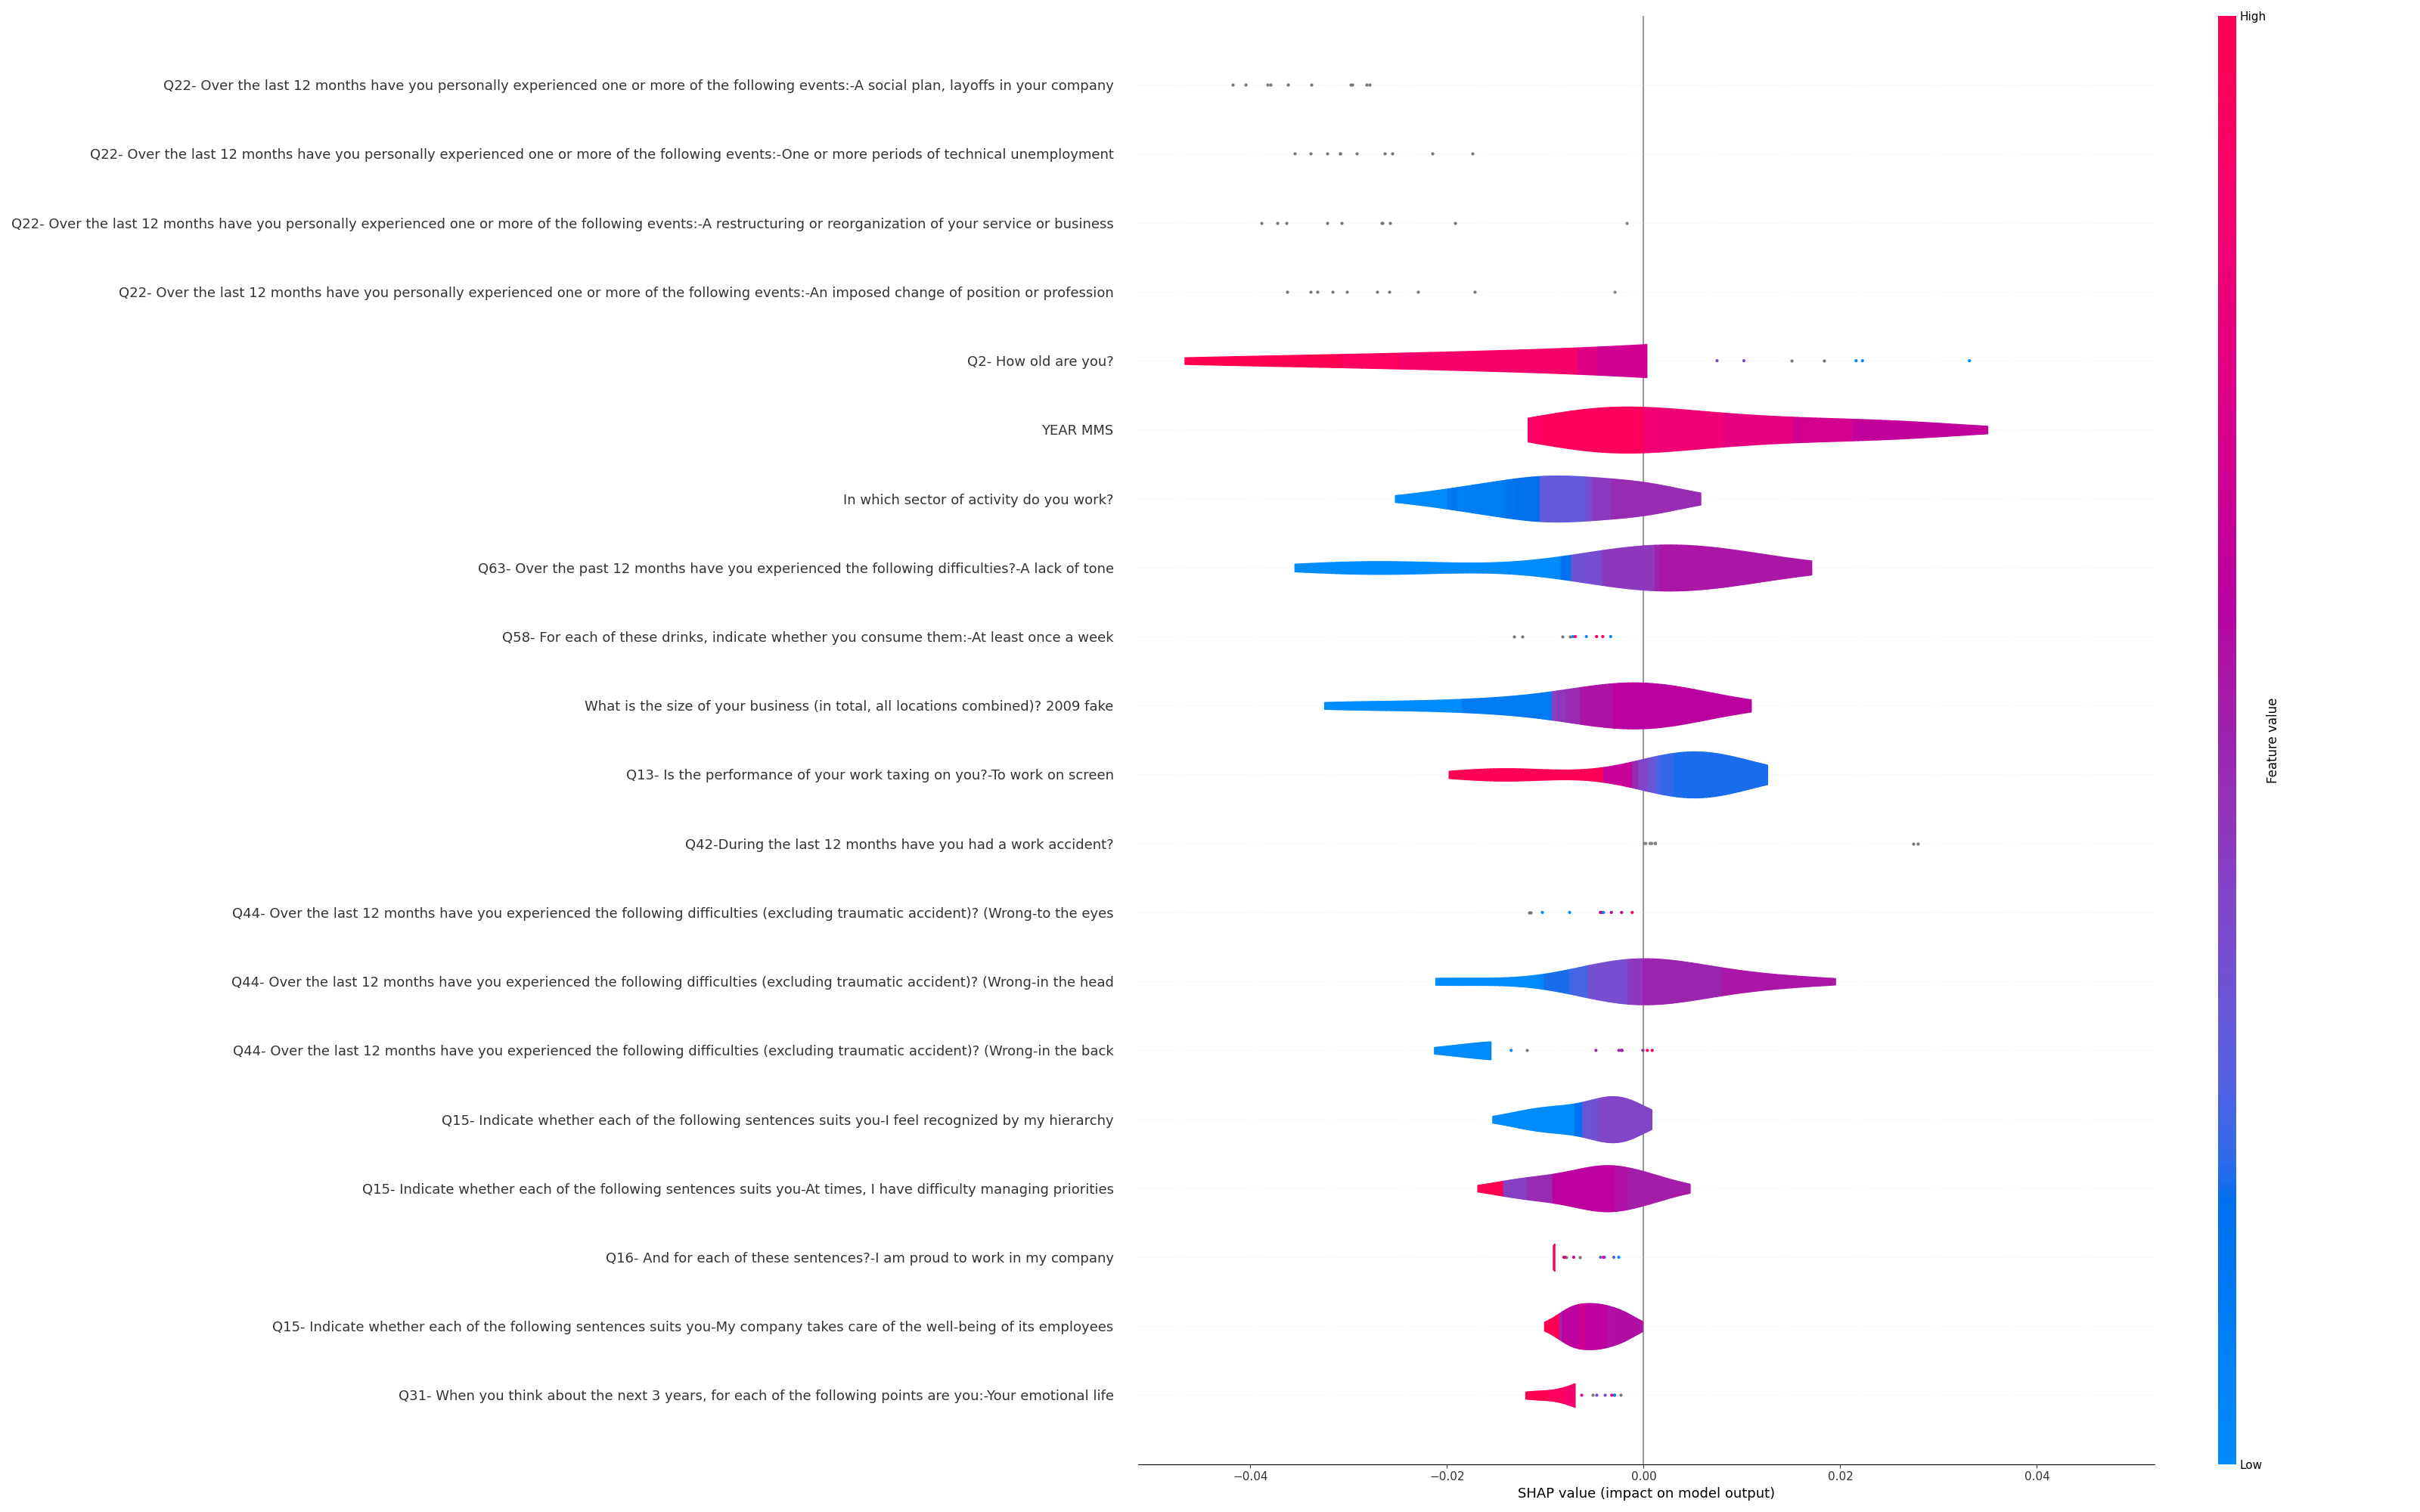 High
Q22- Over the last 12 months have you personally experienced one or more of the following events:-A social plan, layoffs in your company
Q22- Over the last 12 months have you personally experienced one or more of the following events:-One or more periods of technical unemployment
Q22- Over the last 12 months have you personally experienced one or more of the following events:-A restructuring or reorganization of your service or business
Q22- Over the last 12 months have you personally experienced one or more of the following events:-An imposed change of position or profession
Q2- How old are you?
YEAR MMS
In which sector of activity do you work?
Q63- Over the past 12 months have you experienced the following difficulties?-A lack of tone
Q58- For each of these drinks, indicate whether you consume them:-At least once a week
What is the size of your business (in total, all locations combined)? 2009 fake
Q13- Is the performance of your work taxing on you?-To work on screen
Q42-During the last 12 months have you had a work accident?
Q44- Over the last 12 months have you experienced the following difficulties (excluding traumatic accident)? (Wrong-to the eyes
Q44- Over the last 12 months have you experienced the following difficulties (excluding traumatic accident)? (Wrong-in the head
Q44- Over the last 12 months have you experienced the following difficulties (excluding traumatic accident)? (Wrong-in the back
Q15- Indicate whether each of the following sentences suits you-I feel recognized by my hierarchy
Q15- Indicate whether each of the following sentences suits you-At times, I have difficulty managing priorities
Q16- And for each of these sentences?-I am proud to work in my company
Q15- Indicate whether each of the following sentences suits you-My company takes care of the well-being of its employees
Q31- When you think about the next 3 years, for each of the following points are you:-Your emotional life
Feature value
Low
−0.04 −0.02 0.00 0.02 0.04
SHAP value (impact on model output)